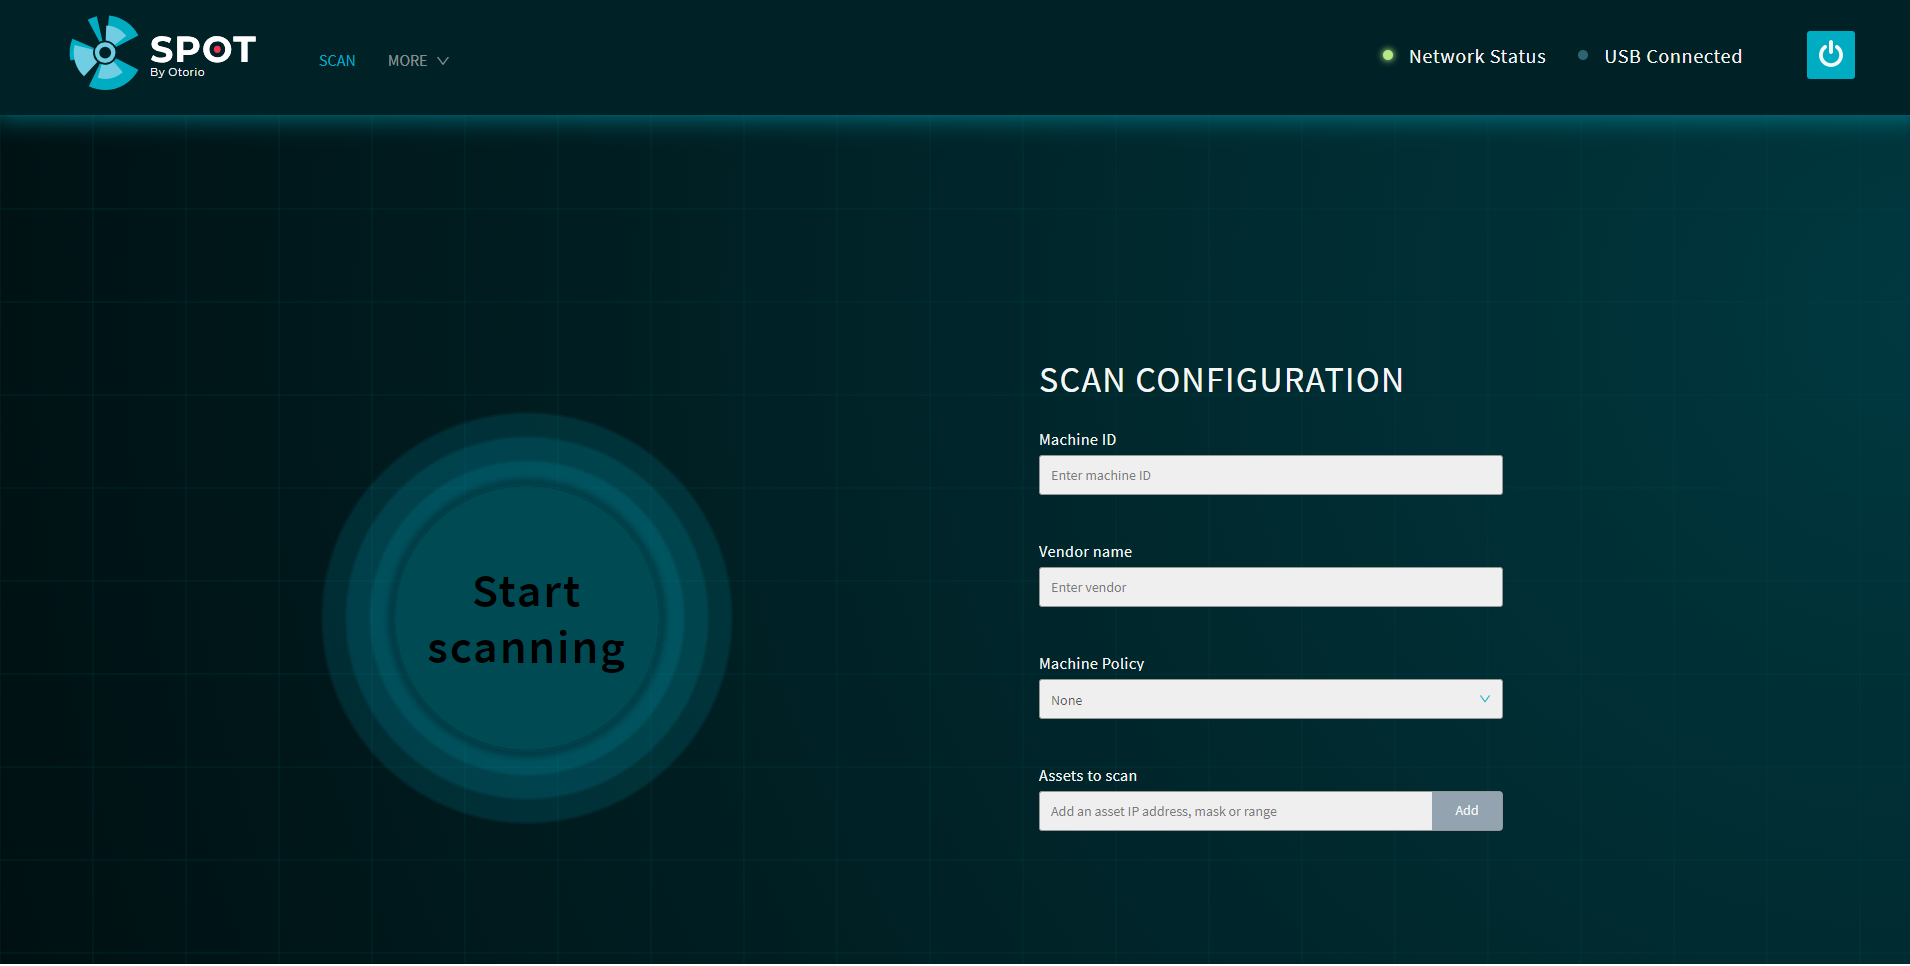 SPOT
By Otorio
SCAN
MORE
Network Status
USB Connected
Start
scanning
SCAN CONFIGURATION
Machine ID
Enter machine ID
Vendor name
Enter vendor
Machine Policy
None
Assets to scan
Add an asset IP address, mask or range
Add